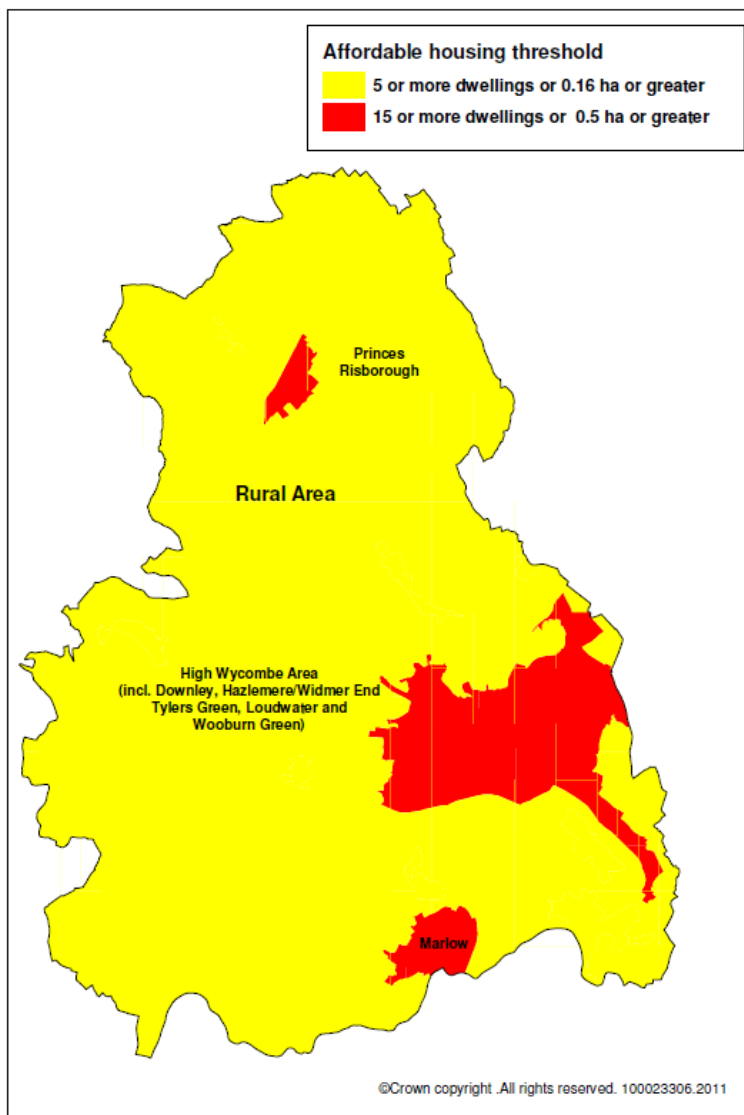 Affordable housing threshold
5 or more dwellings or 0.16 ha or greater
15 or more dwellings or 0.5 ha or greater
Princes
Risborough
Rural Area
High Wycombe Area
(incl. Downley, Hazlemere/Widmer End
Tylers Green, Loudwater and
Wooburn Green)
Marlow
©Crown copyright .All rights reserved. 100023306.2011